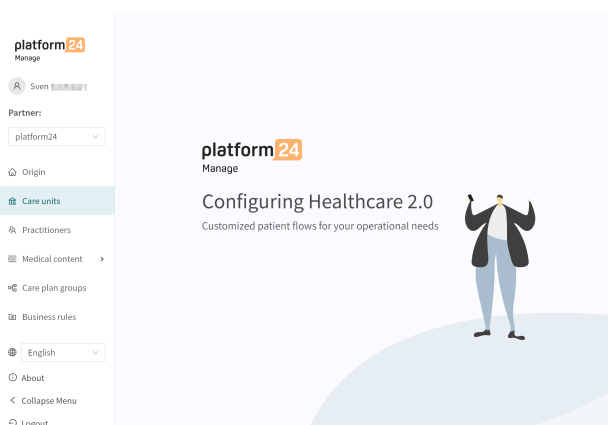 platform24
Manage
Sven
Partner:
platform24
Origin
Care units
Practitioners
Medical content
Care plan groups
Business rules
English
About
Collapse Menu
Logout
platform24
Manage
Configuring Healthcare 2.0
Customized patient flows for your operational needs